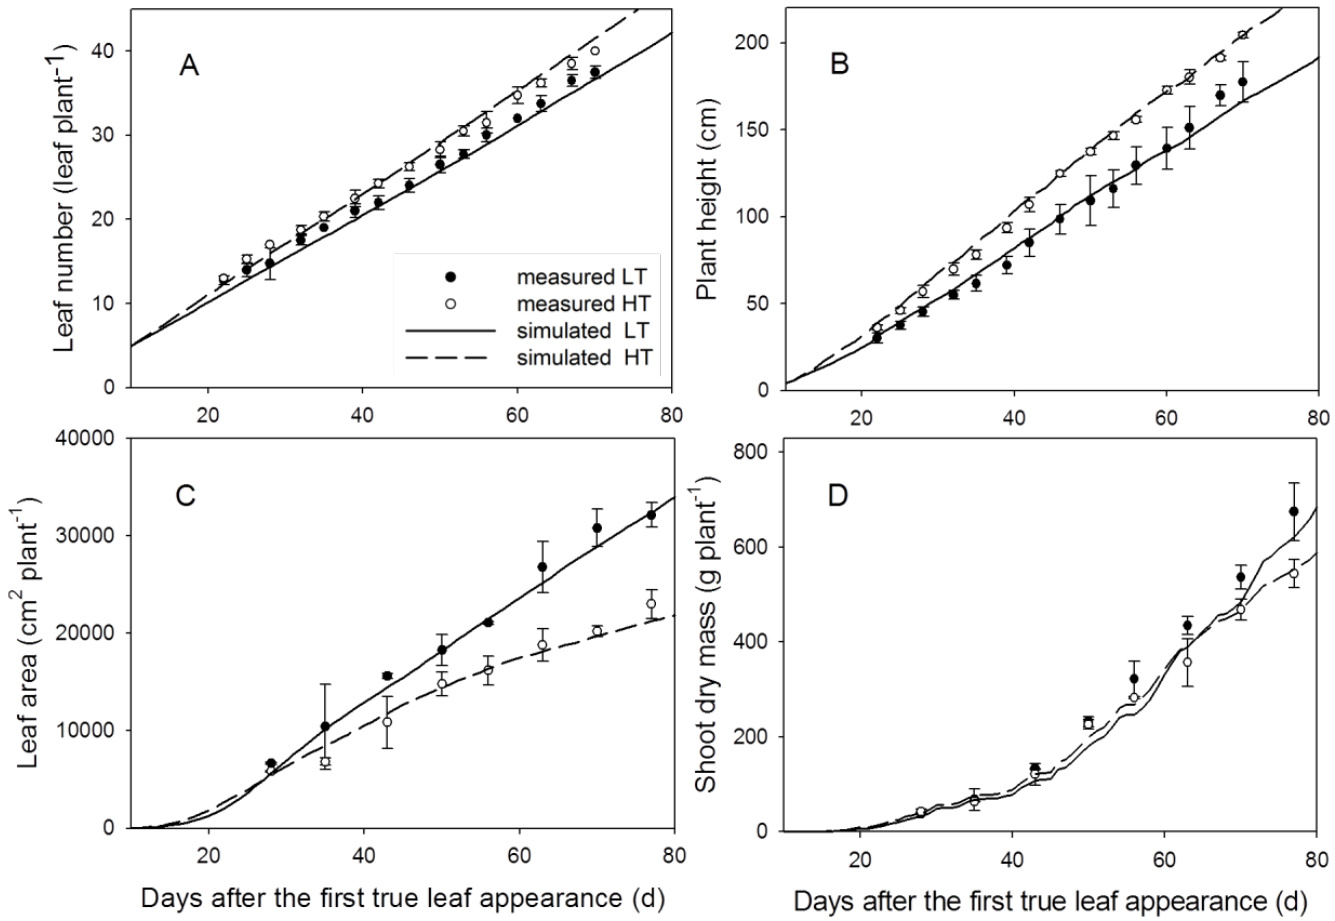 A
Leaf number (leaf plant⁻¹)
40
30
20
10
0
20 40 60 80
measured LT
measured HT
simulated LT
simulated HT
B
Plant height (cm)
200
150
100
50
0
20 40 60 80
C
Leaf area (cm² plant⁻¹)
40000
30000
20000
10000
0
20 40 60 80
Days after the first true leaf appearance (d)
D
Shoot dry mass (g plant⁻¹)
800
600
400
200
0
20 40 60 80
Days after the first true leaf appearance (d)